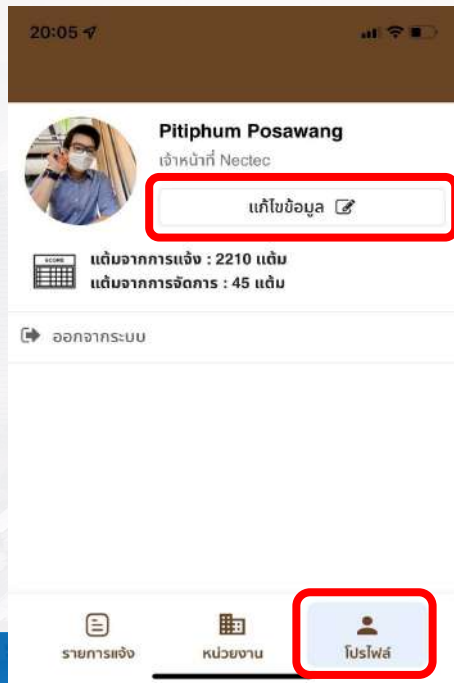 20:05
Pitiphum Posawang
เจ้าหน้าที่ Nectec
แก้ไขข้อมูล
SCORE
แต้มจากการแจ้ง : 2210 แต้ม
แต้มจากการจัดการ : 45 แต้ม
ออกจากระบบ
รายการแจ้ง
หน่วยงาน
โปรไฟล์